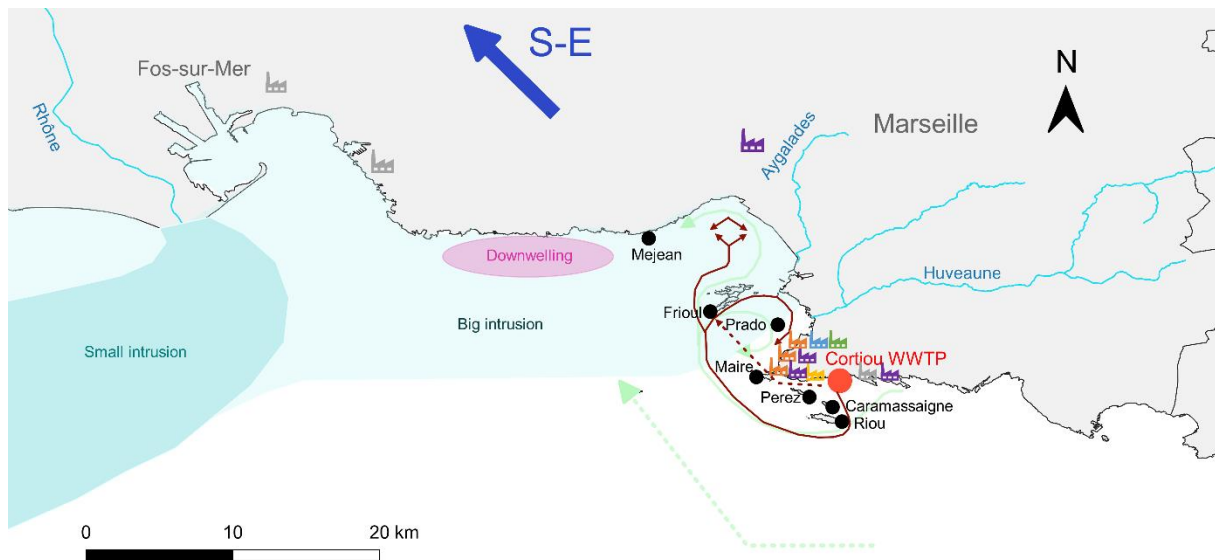 S-E
N
Fos-sur-Mer
Rhône
Marseille
Aygalades
Downwelling
Mejean
Huveaune
Frioul
Prado
Big intrusion
Small intrusion
Cortiou WWTP
Maire
Perez
Caramassaigne
Riou
0 10 20 km